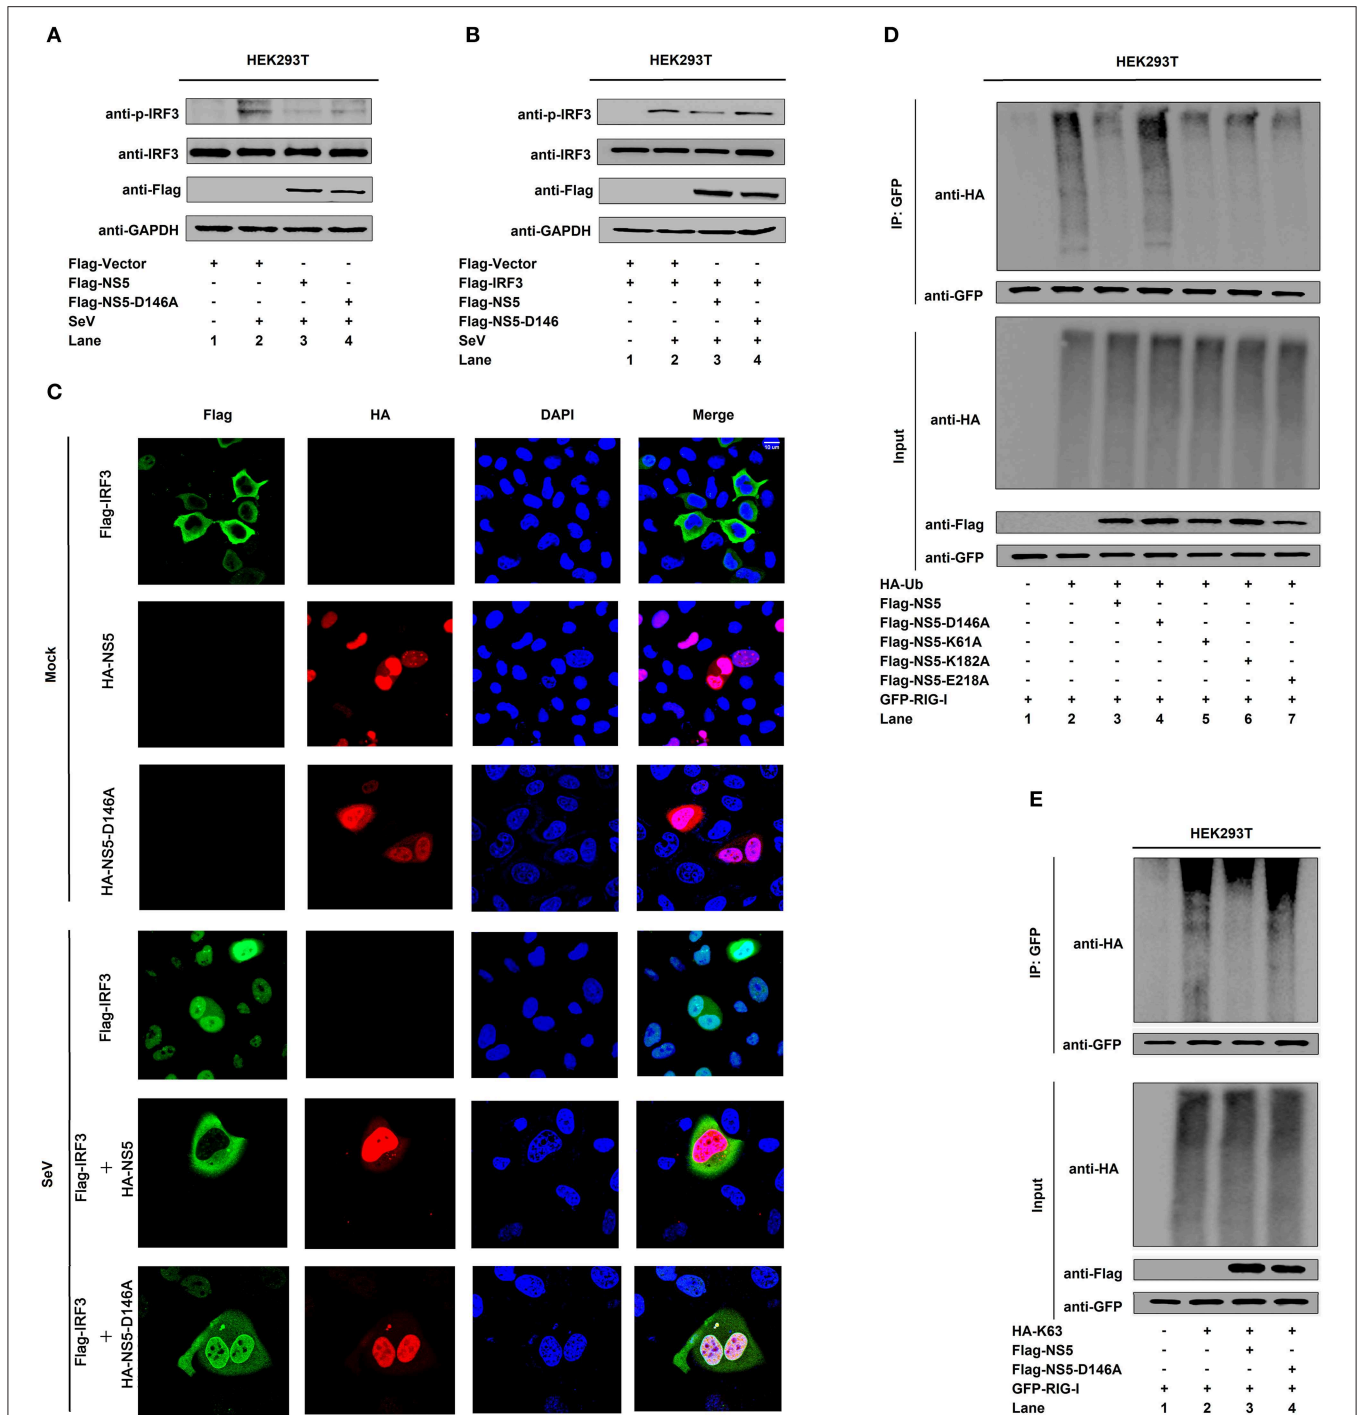 A
HEK293T
anti-p-IRF3
anti-IRF3
anti-Flag
anti-GAPDH
Flag-Vector + + - -
Flag-NS5 - - + -
Flag-NS5-D146A - - - +
SeV - + + +
Lane 1 2 3 4
B
HEK293T
anti-p-IRF3
anti-IRF3
anti-Flag
anti-GAPDH
Flag-Vector + + - -
Flag-IRF3 + + + +
Flag-NS5 - - + -
Flag-NS5-D146 - - - +
SeV - + + +
Lane 1 2 3 4
C
Flag HA DAPI Merge
Mock
Flag-IRF3
10 um
HA-NS5
HA-NS5-D146A
SeV
Flag-IRF3
Flag-IRF3 + HA-NS5
Flag-IRF3 + HA-NS5-D146A
D
HEK293T
IP: GFP
anti-HA
anti-GFP
Input
anti-HA
anti-Flag
anti-GFP
HA-Ub - + + + + + +
Flag-NS5 - - + - - - -
Flag-NS5-D146A - - - + - - -
Flag-NS5-K61A - - - - + - -
Flag-NS5-K182A - - - - - + -
Flag-NS5-E218A - - - - - - +
GFP-RIG-I + + + + + + +
Lane 1 2 3 4 5 6 7
E
HEK293T
IP: GFP
anti-HA
anti-GFP
Input
anti-HA
anti-Flag
anti-GFP
HA-K63 - + + +
Flag-NS5 - - + -
Flag-NS5-D146A - - - +
GFP-RIG-I + + + +
Lane 1 2 3 4